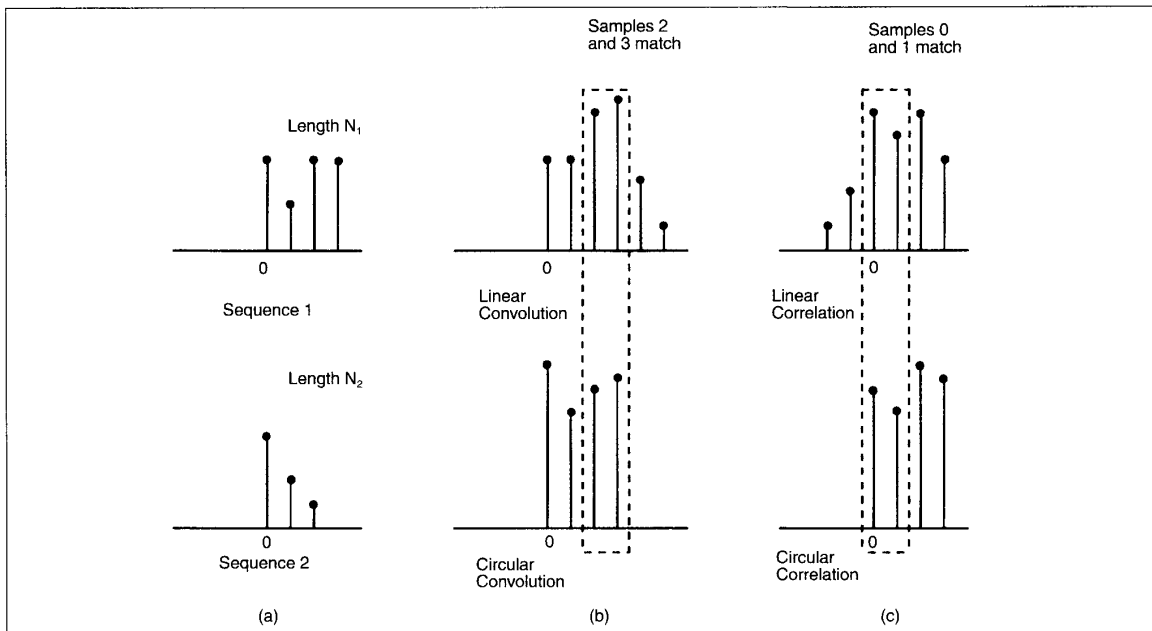 Samples 2
and 3 match
Samples 0
and 1 match
Length N₁
0
0
0
Sequence 1
Linear
Convolution
Linear
Correlation
Length N₂
0
0
0
Sequence 2
Circular
Convolution
Circular
Correlation
(a)
(b)
(c)